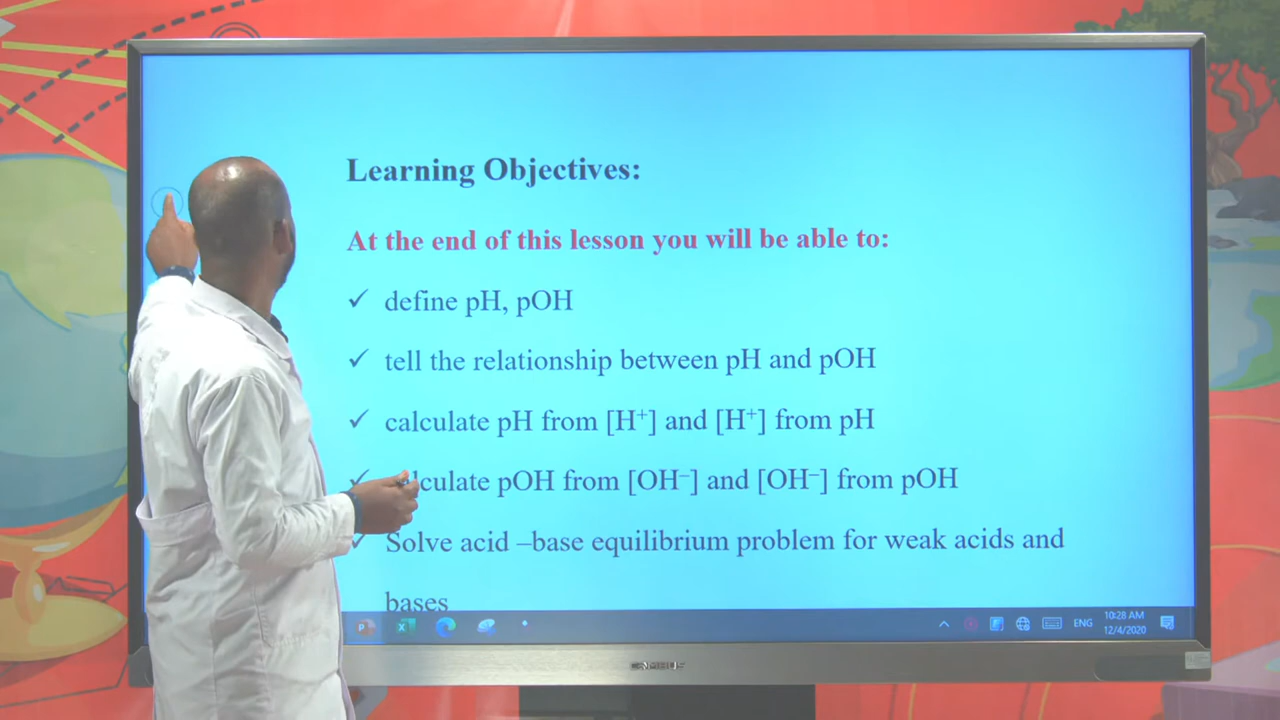 Learning Objectives:
At the end of this lesson you will be able to:
✓ define pH, pOH
✓ tell the relationship between pH and pOH
✓ calculate pH from [H⁺] and [H⁺] from pH
✓ calculate pOH from [OH⁻] and [OH⁻] from pOH
✓ Solve acid –base equilibrium problem for weak acids and
bases
ENG
10:28 AM
12/4/2020